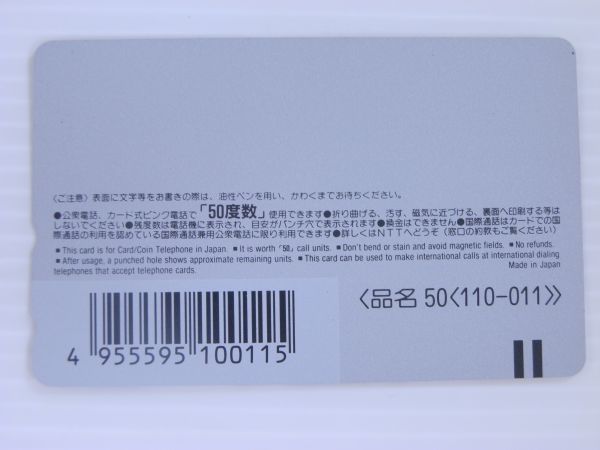 〈ご注意〉表面に文字等をお書きの際は、油性ペンを用い、かわくまでお待ちください。
●公衆電話、カード式ピンク電話で「50度数」使用できます●折り曲げる、汚す、磁気に近づける、裏面へ印刷する等は
しないでください●残度数は電話機に表示され、目安がパンチ穴で表示されます●換金はできません●国際通話はカードでの国
際通話の利用を認めている国際通話兼用公衆電話に限り利用できます●詳しくはNTTへどうぞ(窓口の約款もご覧ください)
■This card is for Card/Coin Telephone in Japan. ■It is worth「50」call units. ■Don't bend or stain and avoid magnetic fields. ■No refunds.
■After usage, a punched hole shows approximate remaining units. ■This card can be used to make international calls at international dialing
telephones that accept telephone cards. Made in Japan
〈品名 50〈110-011〉〉
4 955595 100115